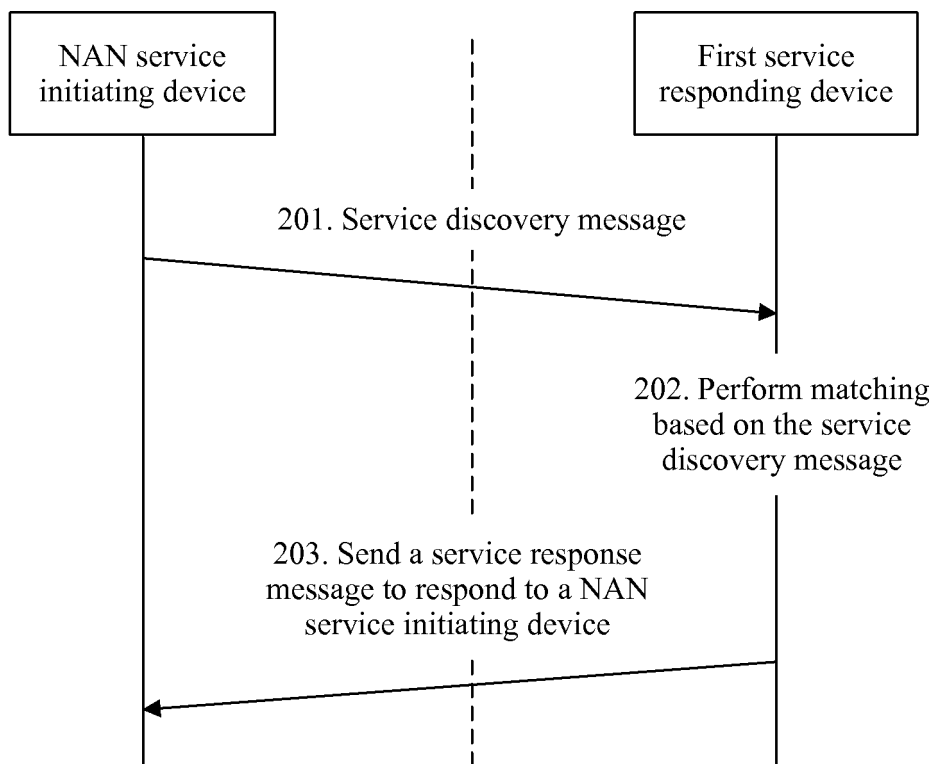 NAN service
initiating device
First service
responding device
201. Service discovery message
202. Perform matching
based on the service
discovery message
203. Send a service response
message to respond to a NAN
service initiating device